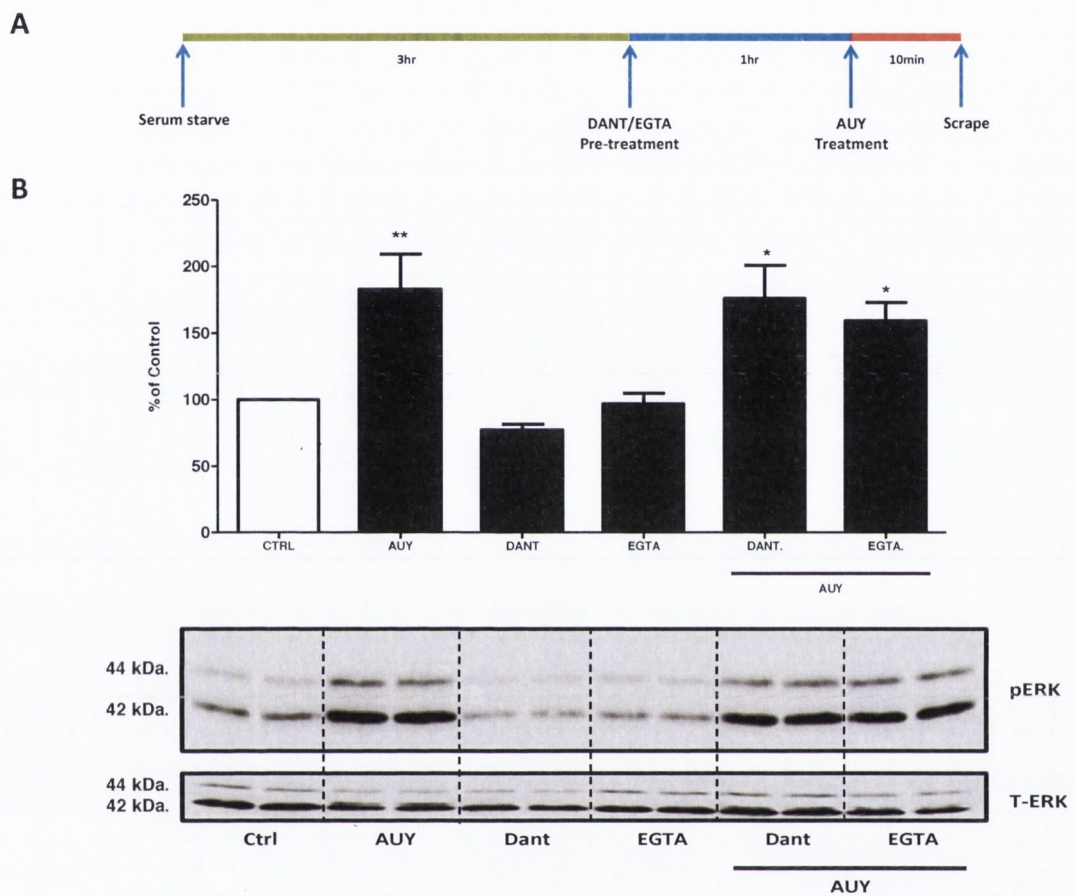 A
3hr 1hr 10min
Serum starve DANT/EGTA Pre-treatment AUY Treatment Scrape
B
250
200
150
100
50
0
% of Control
** * *
CTRL AUY DANT EGTA DANT. EGTA.
AUY
44 kDa.
42 kDa.
pERK
44 kDa.
42 kDa.
T-ERK
Ctrl AUY Dant EGTA Dant EGTA
AUY